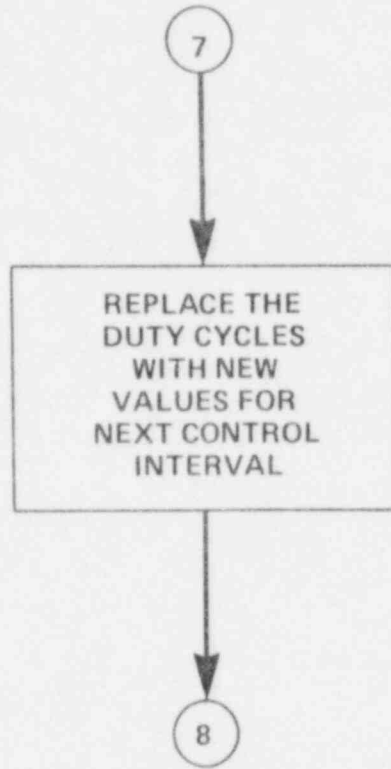 7
REPLACE THE
DUTY CYCLES
WITH NEW
VALUES FOR
NEXT CONTROL
INTERVAL
8